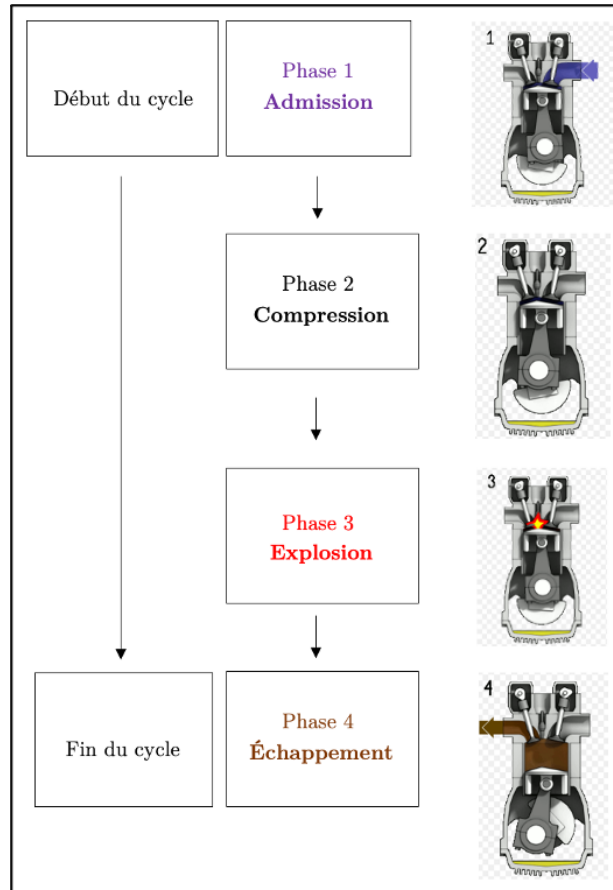 Début du cycle
Phase 1
Admission
1
Phase 2
Compression
2
Phase 3
Explosion
3
Fin du cycle
Phase 4
Échappement
4